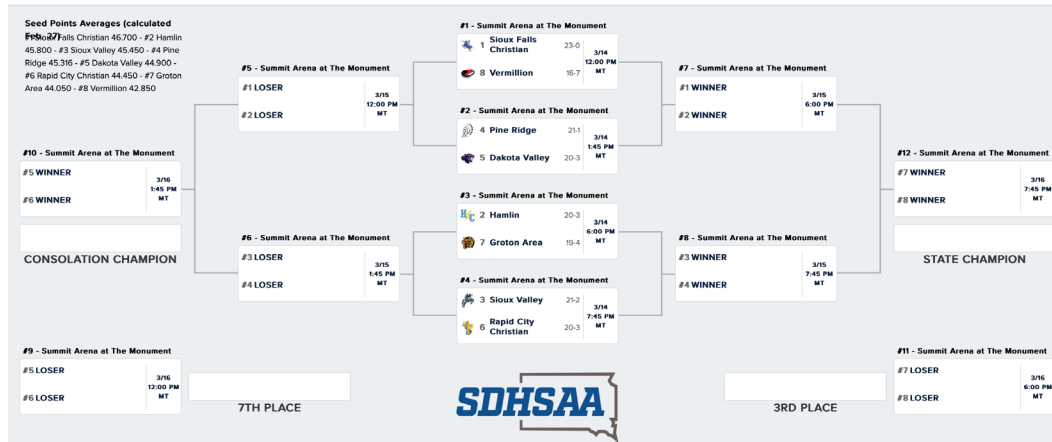 Seed Points Averages (calculated
Feb. 27)
#1 Sioux Falls Christian 46.700 - #2 Hamlin
45.800 - #3 Sioux Valley 45.450 - #4 Pine
Ridge 45.316 - #5 Dakota Valley 44.900 -
#6 Rapid City Christian 44.450 - #7 Groton
Area 44.050 - #8 Vermillion 42.850
#1 - Summit Arena at The Monument
1 Sioux Falls Christian 23-0
8 Vermillion 16-7
3/14
12:00 PM
MT
#2 - Summit Arena at The Monument
4 Pine Ridge 21-1
5 Dakota Valley 20-3
3/14
1:45 PM
MT
#3 - Summit Arena at The Monument
2 Hamlin 20-3
7 Groton Area 19-4
3/14
6:00 PM
MT
#4 - Summit Arena at The Monument
3 Sioux Valley 21-2
6 Rapid City Christian 20-3
3/14
7:45 PM
MT
#5 - Summit Arena at The Monument
#1 LOSER
#2 LOSER
3/15
12:00 PM
MT
#6 - Summit Arena at The Monument
#3 LOSER
#4 LOSER
3/15
1:45 PM
MT
#7 - Summit Arena at The Monument
#1 WINNER
#2 WINNER
3/15
6:00 PM
MT
#8 - Summit Arena at The Monument
#3 WINNER
#4 WINNER
3/15
7:45 PM
MT
#10 - Summit Arena at The Monument
#5 WINNER
#6 WINNER
3/16
1:45 PM
MT
CONSOLATION CHAMPION
#12 - Summit Arena at The Monument
#7 WINNER
#8 WINNER
3/16
7:45 PM
MT
STATE CHAMPION
#9 - Summit Arena at The Monument
#5 LOSER
#6 LOSER
3/16
12:00 PM
MT
7TH PLACE
SDHSAA
3RD PLACE
#11 - Summit Arena at The Monument
#7 LOSER
#8 LOSER
3/16
6:00 PM
MT